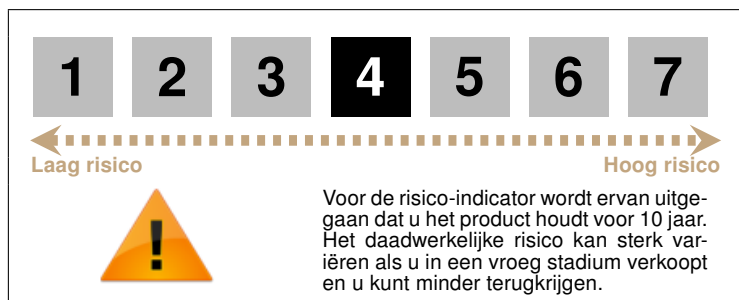 1 2 3 4 5 6 7
Laag risico Hoog risico
!
Voor de risico-indicator wordt ervan uitge-
gaan dat u het product houdt voor 10 jaar.
Het daadwerkelijke risico kan sterk var-
iëren als u in een vroeg stadium verkoopt
en u kunt minder terugkrijgen.